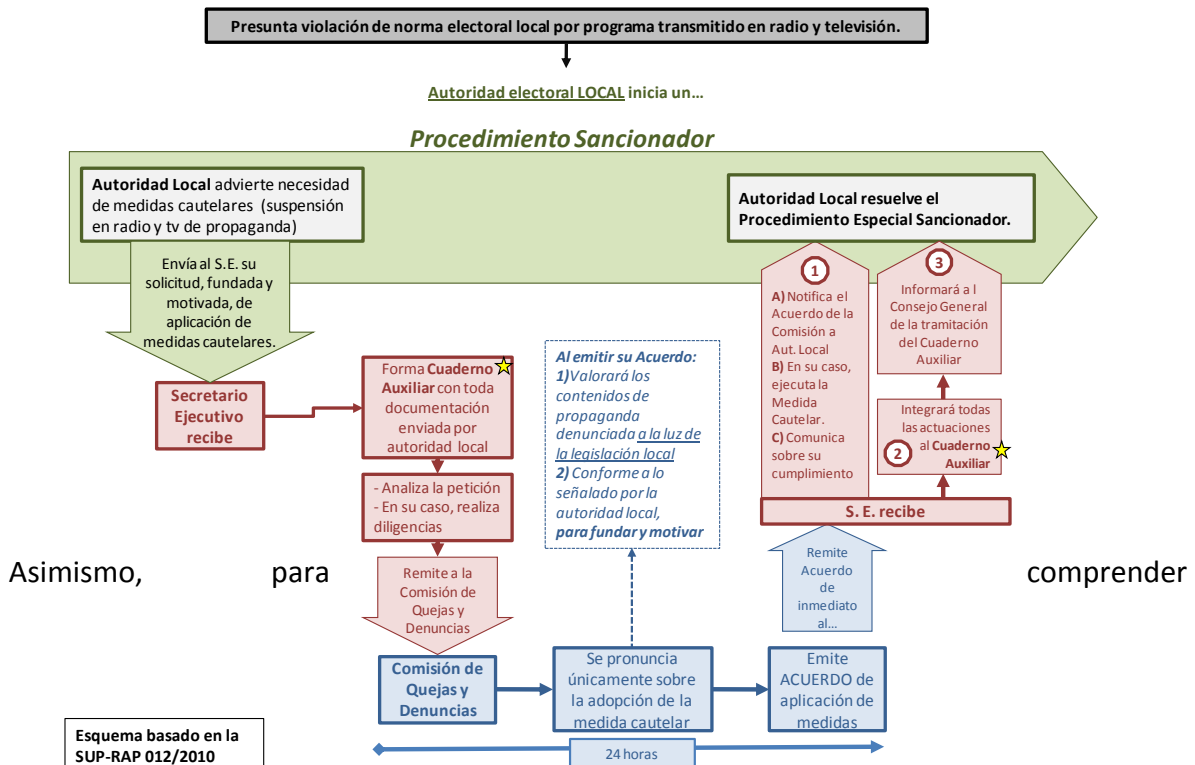 Presunta violación de norma electoral local por programa transmitido en radio y televisión.
Autoridad electoral LOCAL inicia un…
Procedimiento Sancionador
Autoridad Local advierte necesidad
de medidas cautelares (suspensión
en radio y tv de propaganda)
Envía al S.E. su
solicitud, fundada y
motivada, de
aplicación de
medidas cautelares.
Secretario
Ejecutivo
recibe
Forma Cuaderno
Auxiliar con toda
documentación
enviada por
autoridad local
- Analiza la petición
- En su caso, realiza
diligencias
Remite a la
Comisión de
Quejas y
Denuncias
Comisión de
Quejas y
Denuncias
Se pronuncia
únicamente sobre
la adopción de la
medida cautelar
Al emitir su Acuerdo:
1)Valorará los
contenidos de
propaganda
denunciada a la luz de
la legislación local
2) Conforme a lo
señalado por la
autoridad local,
para fundar y motivar
Emite
ACUERDO de
aplicación de
medidas
24 horas
Remite
Acuerdo
de
inmediato
al…
S. E. recibe
1
A) Notifica el
Acuerdo de la
Comisión a
Aut. Local
B) En su caso,
ejecuta la
Medida
Cautelar.
C) Comunica
sobre su
cumplimiento
2
Integrará todas
las actuaciones
al Cuaderno
Auxiliar
3
Informará a l
Consejo General
de la tramitación
del Cuaderno
Auxiliar
Autoridad Local resuelve el
Procedimiento Especial Sancionador.
Asimismo, para comprender
Esquema basado en la
SUP-RAP 012/2010